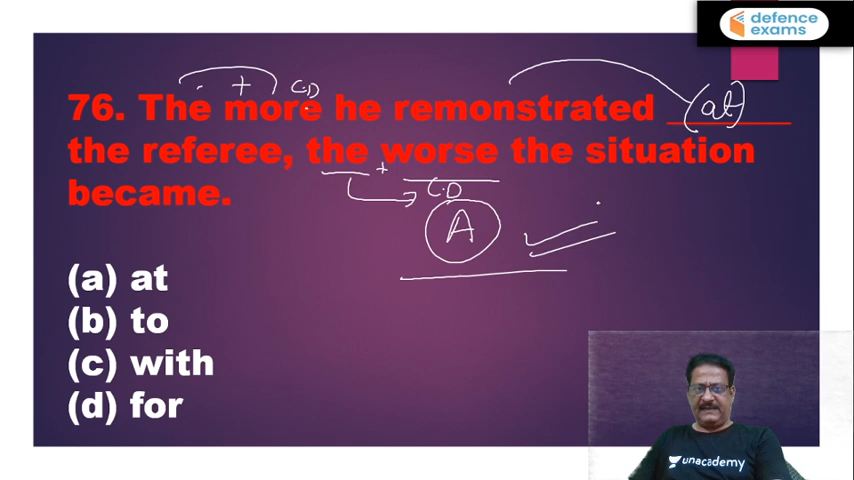 defence
exams
+ C.D
76. The more he remonstrated (at)
the referee, the worse the situation
+
C.D
became.
A
(a) at
(b) to
(c) with
(d) for
unacademy